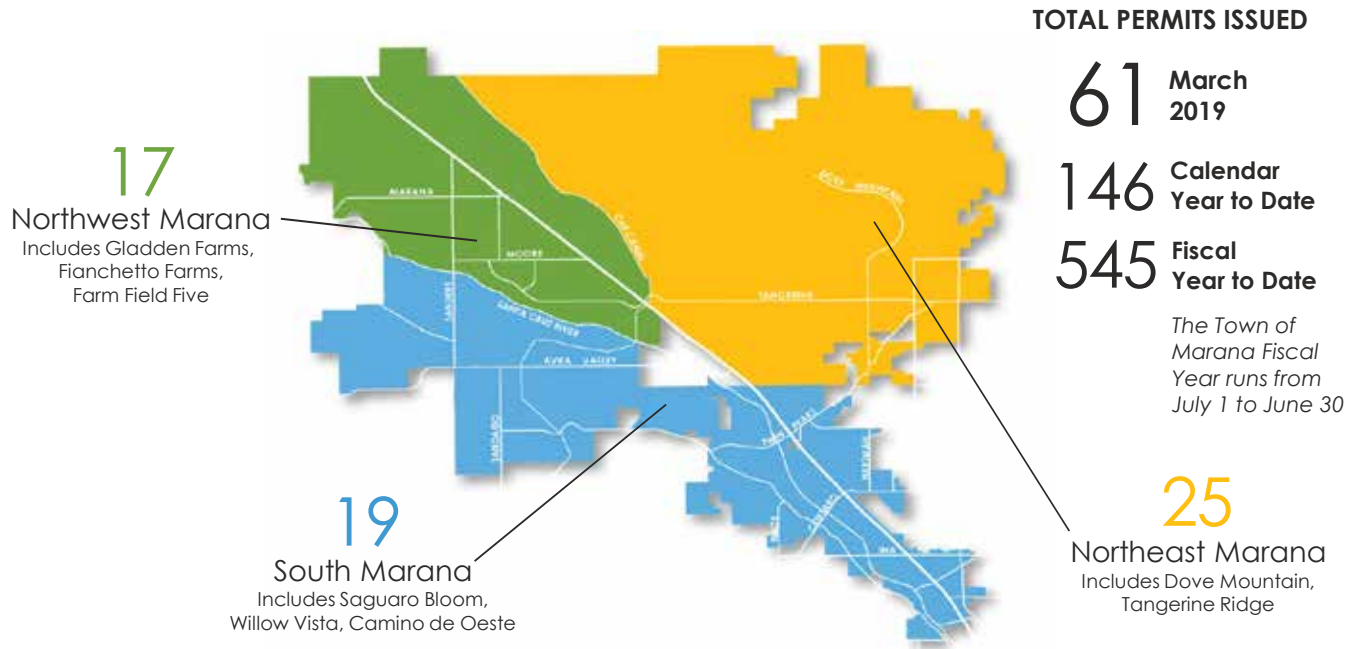 TOTAL PERMITS ISSUED
61 March
2019
146 Calendar
Year to Date
545 Fiscal
Year to Date
The Town of
Marana Fiscal
Year runs from
July 1 to June 30
17
Northwest Marana
Includes Gladden Farms,
Fianchetto Farms,
Farm Field Five
19
South Marana
Includes Saguaro Bloom,
Willow Vista, Camino de Oeste
25
Northeast Marana
Includes Dove Mountain,
Tangerine Ridge
MARANA
MOORE
SANDERS
SANTA CRUZ RIVER
AVRA VALLEY
SANDARIO
TANGERINE
DOVE MOUNTAIN
TWIN PEAKS
INA